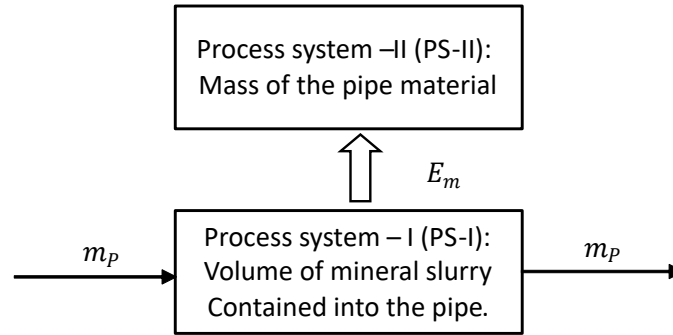 Process system –II (PS-II):
Mass of the pipe material
E_m
m_P
Process system – I (PS-I):
Volume of mineral slurry
Contained into the pipe.
m_P